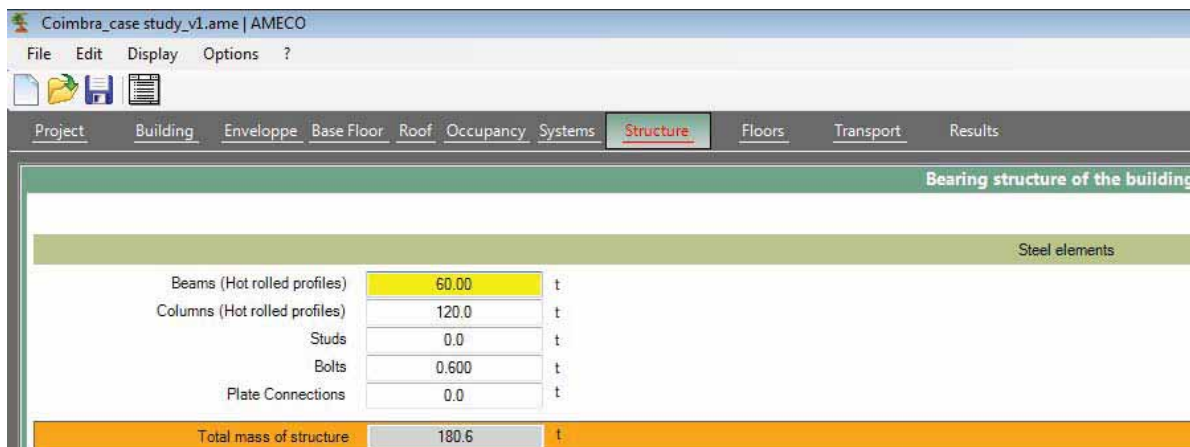 Coimbra_case study_v1.ame | AMECO
File Edit Display Options ?
Project Building Enveloppe Base Floor Roof Occupancy Systems Structure Floors Transport Results
Bearing structure of the building
Steel elements
Beams (Hot rolled profiles) 60.00 t
Columns (Hot rolled profiles) 120.0 t
Studs 0.0 t
Bolts 0.600 t
Plate Connections 0.0 t
Total mass of structure 180.6 t